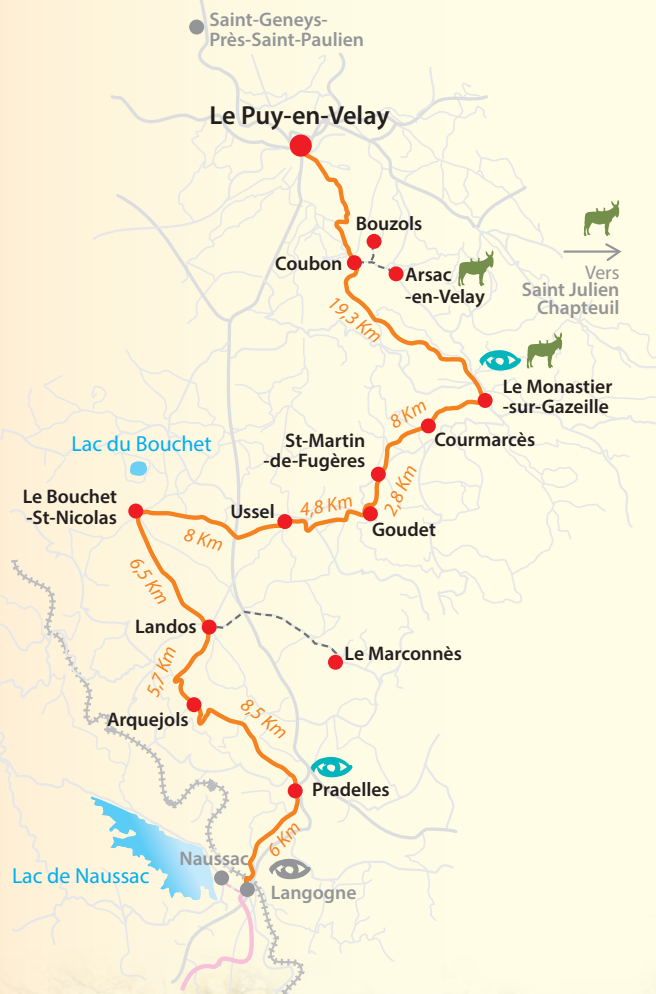 Saint-Geneys-
Près-Saint-Paulien
Le Puy-en-Velay
Bouzols
Coubon
Arsac
-en-Velay
Vers
Saint Julien
Chapteuil
19,3 Km
Le Monastier
-sur-Gazeille
8 Km
Courmarcès
St-Martin
-de-Fugères
2,8 Km
Lac du Bouchet
Le Bouchet
-St-Nicolas
Ussel
4,8 Km
Goudet
8 Km
6,5 Km
Landos
Le Marconnès
5,7 Km
Arquejols
8,5 Km
Pradelles
6 Km
Naussac
Lac de Naussac
Langogne